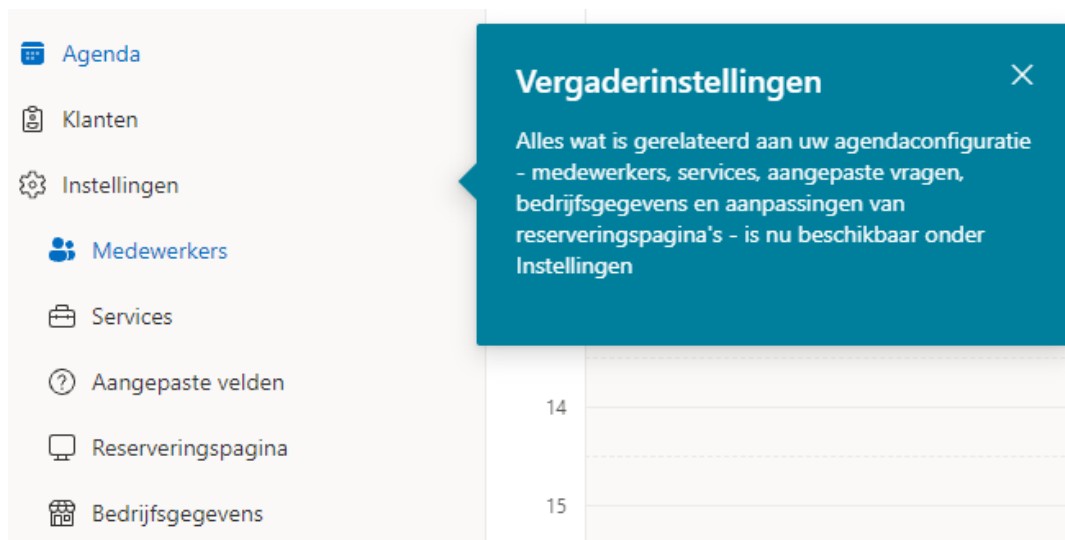 Agenda
Klanten
Instellingen
Medewerkers
Services
Aangepaste velden
Reserveringspagina
Bedrijfsgegevens
Vergaderinstellingen
Alles wat is gerelateerd aan uw agendaconfiguratie
- medewerkers, services, aangepaste vragen,
bedrijfsgegevens en aanpassingen van
reserveringspagina's - is nu beschikbaar onder
Instellingen
14
15